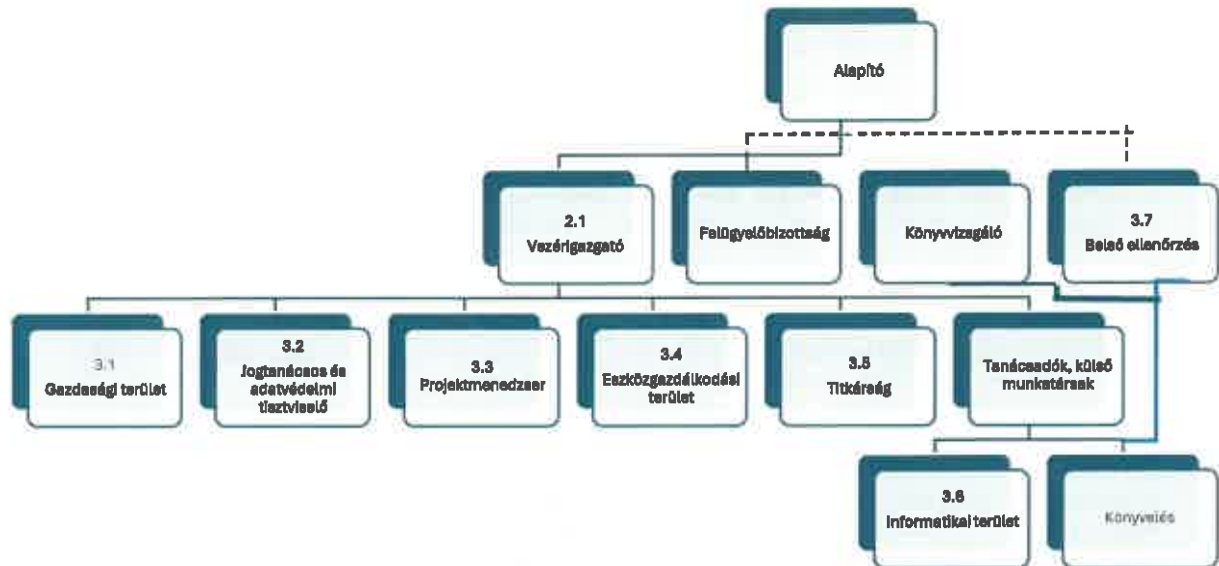 Alapító
2.1
Vezérigazgató
Felügyelőbizottság
Könyvvizsgáló
3.7
Belső ellenőrzés
3.1
Gazdasági terület
3.2
Jogtanácsos és
adatvédelmi
tisztviselő
3.3
Projektmenedzser
3.4
Eszközgazdálkodási
terület
3.5
Titkárság
Tanácsadók, külső
munkatársak
3.6
Informatikai terület
Könyvelés